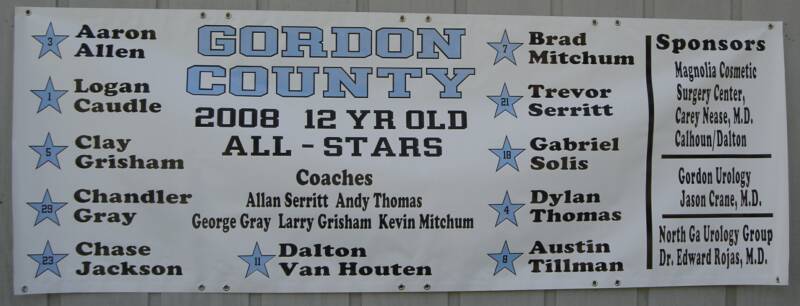 3
Aaron
Allen
1
Logan
Caudle
5
Clay
Grisham
29
Chandler
Gray
23
Chase
Jackson
GORDON
COUNTY
2008 12 YR OLD
ALL - STARS
Coaches
Allan Serritt Andy Thomas
George Gray Larry Grisham Kevin Mitchum
11
Dalton
Van Houten
7
Brad
Mitchum
21
Trevor
Serritt
18
Gabriel
Solis
4
Dylan
Thomas
8
Austin
Tillman
Sponsors
Magnolia Cosmetic
Surgery Center,
Carey Nease, M.D.
Calhoun/Dalton
Gordon Urology
Jason Crane, M.D.
North Ga Urology Group
Dr. Edward Rojas, M.D.